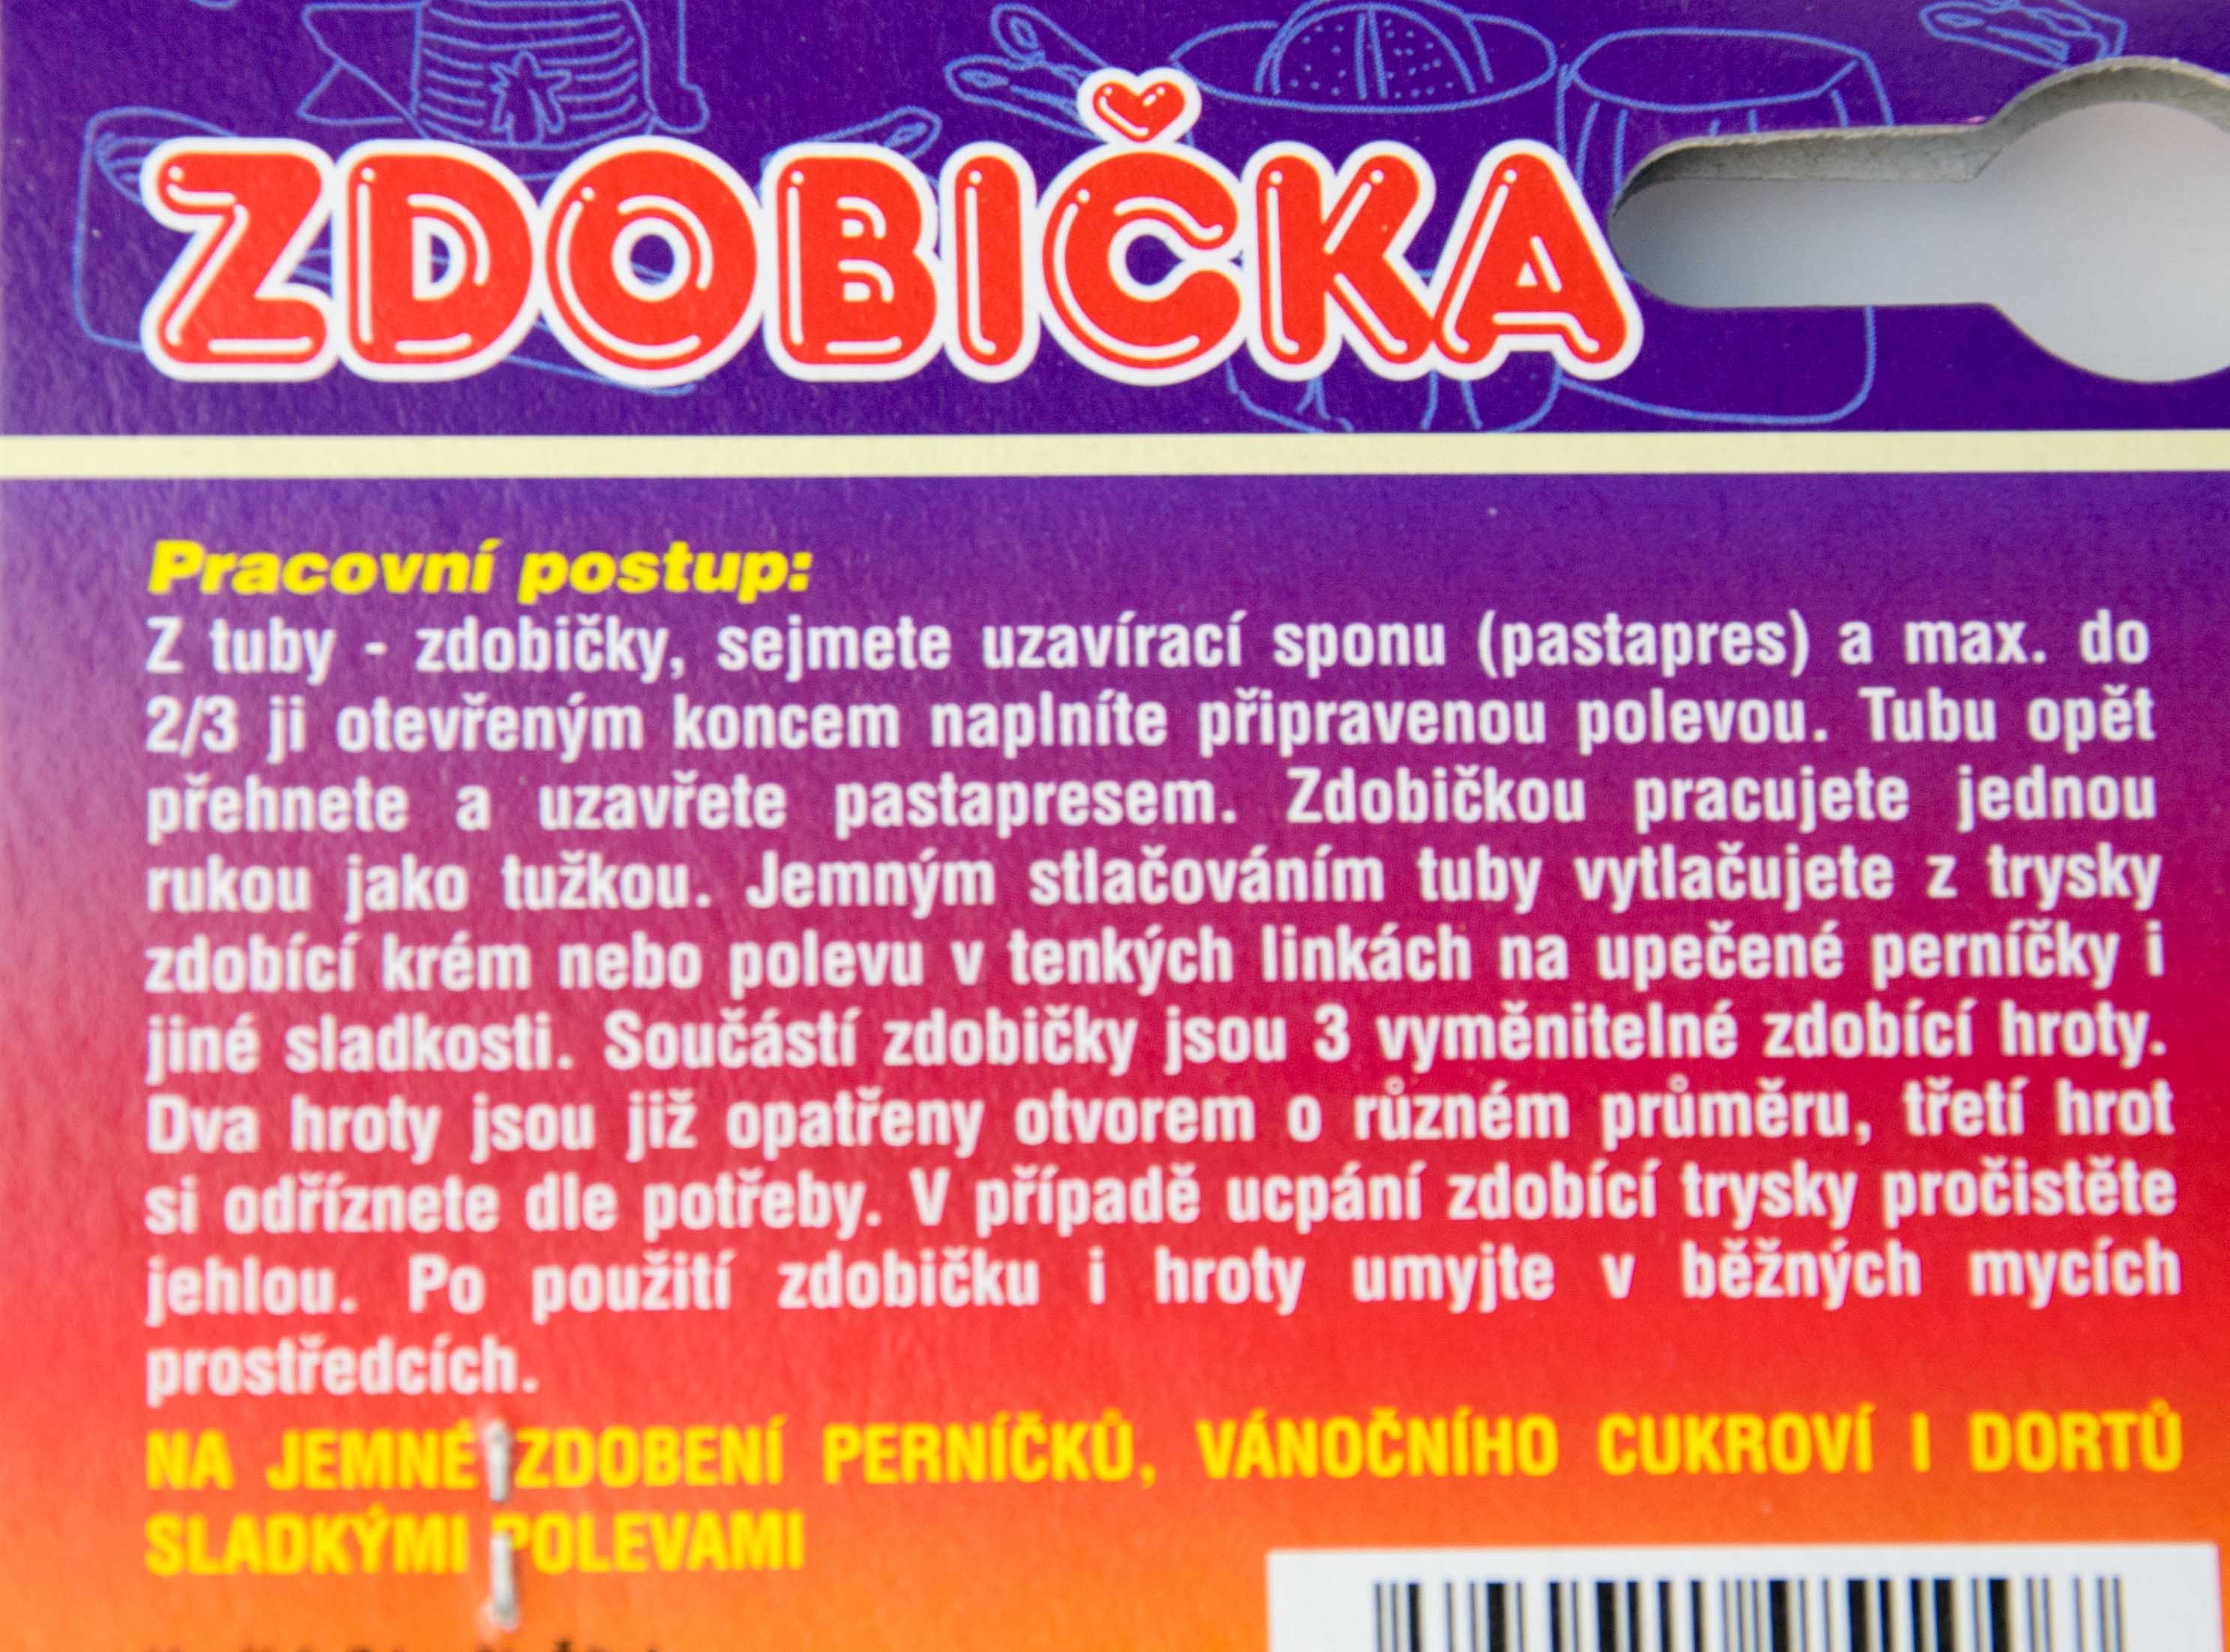 ZDOBIČKA
Pracovní postup:
Z tuby - zdobičky, sejmete uzavírací sponu (pastapres) a max. do
2/3 ji otevřeným koncem naplníte připravenou polevou. Tubu opět
přehnete a uzavřete pastapresem. Zdobičkou pracujete jednou
rukou jako tužkou. Jemným stlačováním tuby vytlačujete z trysky
zdobící krém nebo polevu v tenkých linkách na upečené perníčky i
jiné sladkosti. Součástí zdobičky jsou 3 vyměnitelné zdobící hroty.
Dva hroty jsou již opatřeny otvorem o různém průměru, třetí hrot
si odříznete dle potřeby. V případě ucpání zdobící trysky pročistěte
jehlou. Po použití zdobičku i hroty umyjte v běžných mycích
prostředcích.
NA JEMNÉ ZDOBENÍ PERNÍČKŮ, VÁNOČNÍHO CUKROVÍ I DORTŮ
SLADKÝMI POLEVAMI